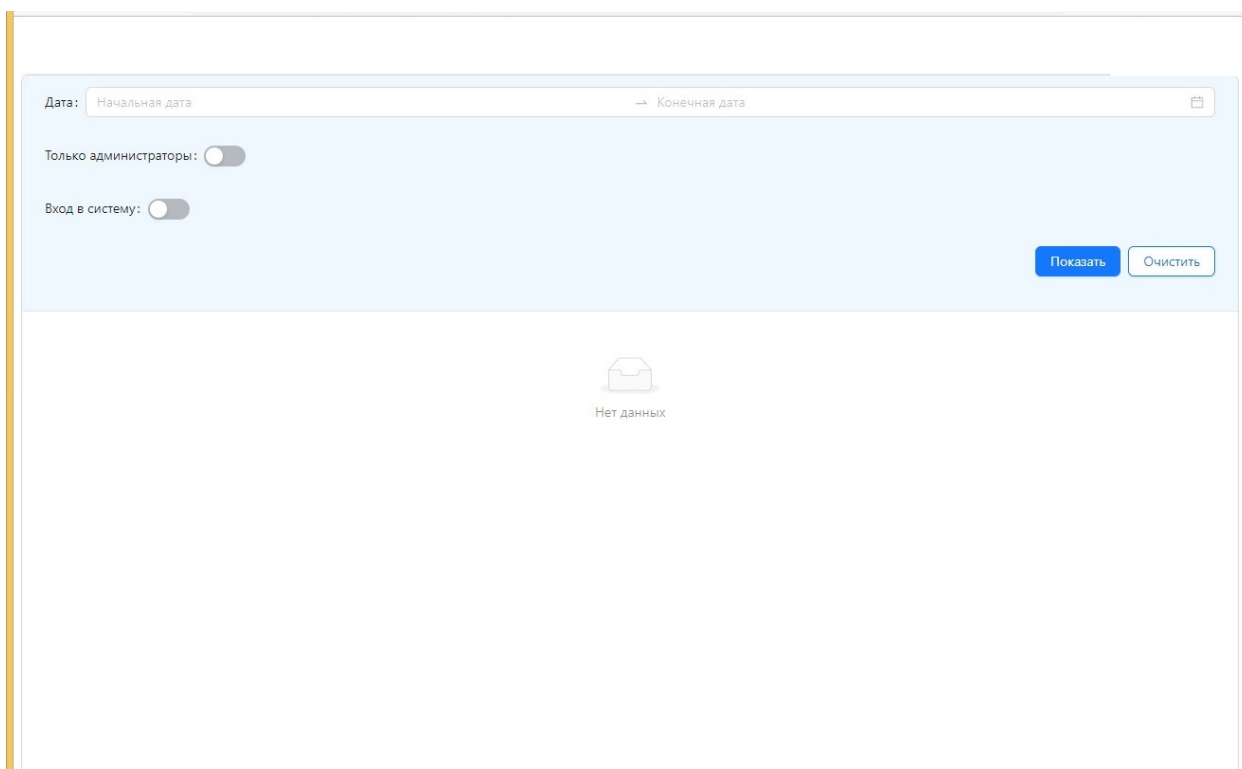 Дата: Начальная дата → Конечная дата
Только администраторы:
Вход в систему:
Показать Очистить
Нет данных